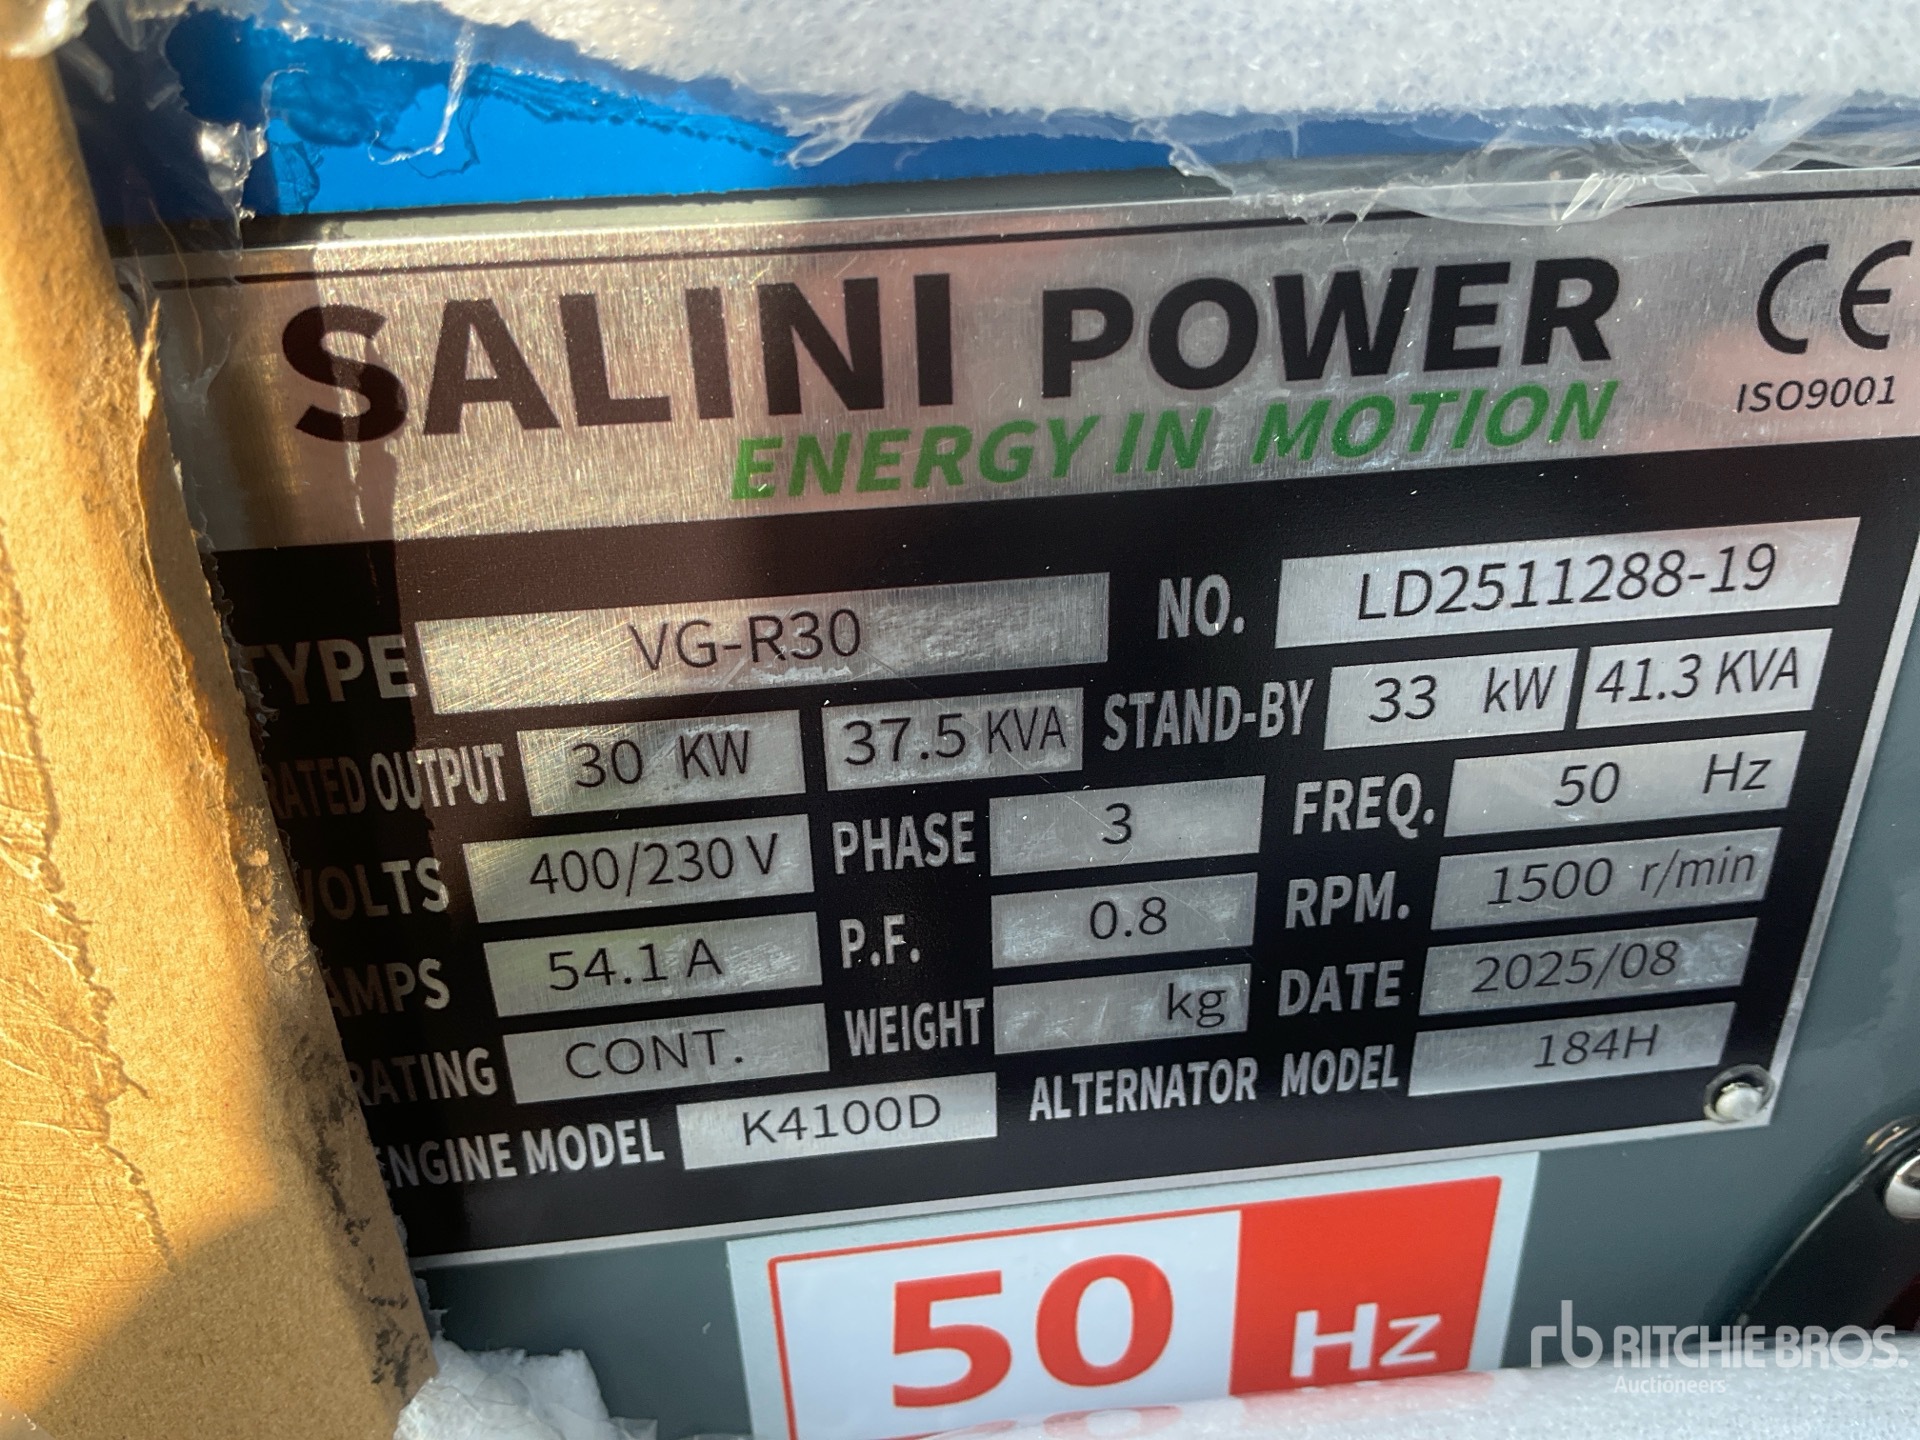 SALINI POWER
ENERGY IN MOTION
CE
ISO9001
TYPE VG-R30 NO. LD2511288-19
RATED OUTPUT 30 KW 37.5 KVA STAND-BY 33 kW 41.3 KVA
VOLTS 400/230 V PHASE 3 FREQ. 50 Hz
AMPS 54.1 A P.F. 0.8 RPM. 1500 r/min
RATING CONT. WEIGHT kg DATE 2025/08
ENGINE MODEL K4100D ALTERNATOR MODEL 184H
50 Hz
rb RITCHIE BROS.
Auctioneers